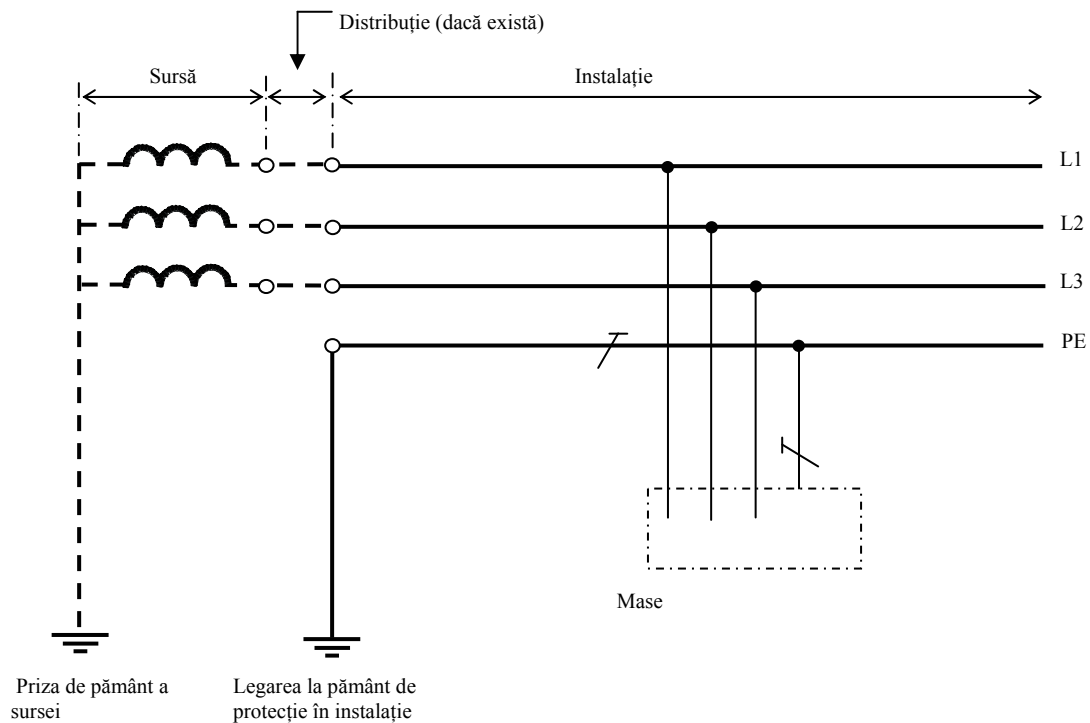 Distribuție (dacă există)
Sursă
Instalație
L1
L2
L3
PE
Mase
Priza de pământ a
sursei
Legarea la pământ de
protecție în instalație